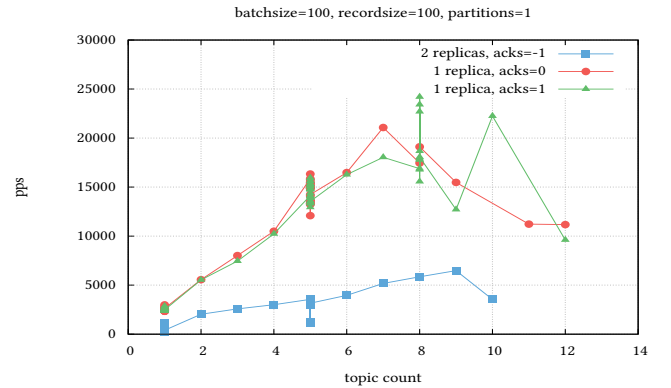 batchsize=100, recordsize=100, partitions=1
30000
2 replicas, acks=-1
1 replica, acks=0
25000
1 replica, acks=1
20000
pps
15000
10000
5000
0
0 2 4 6 8 10 12 14
topic count